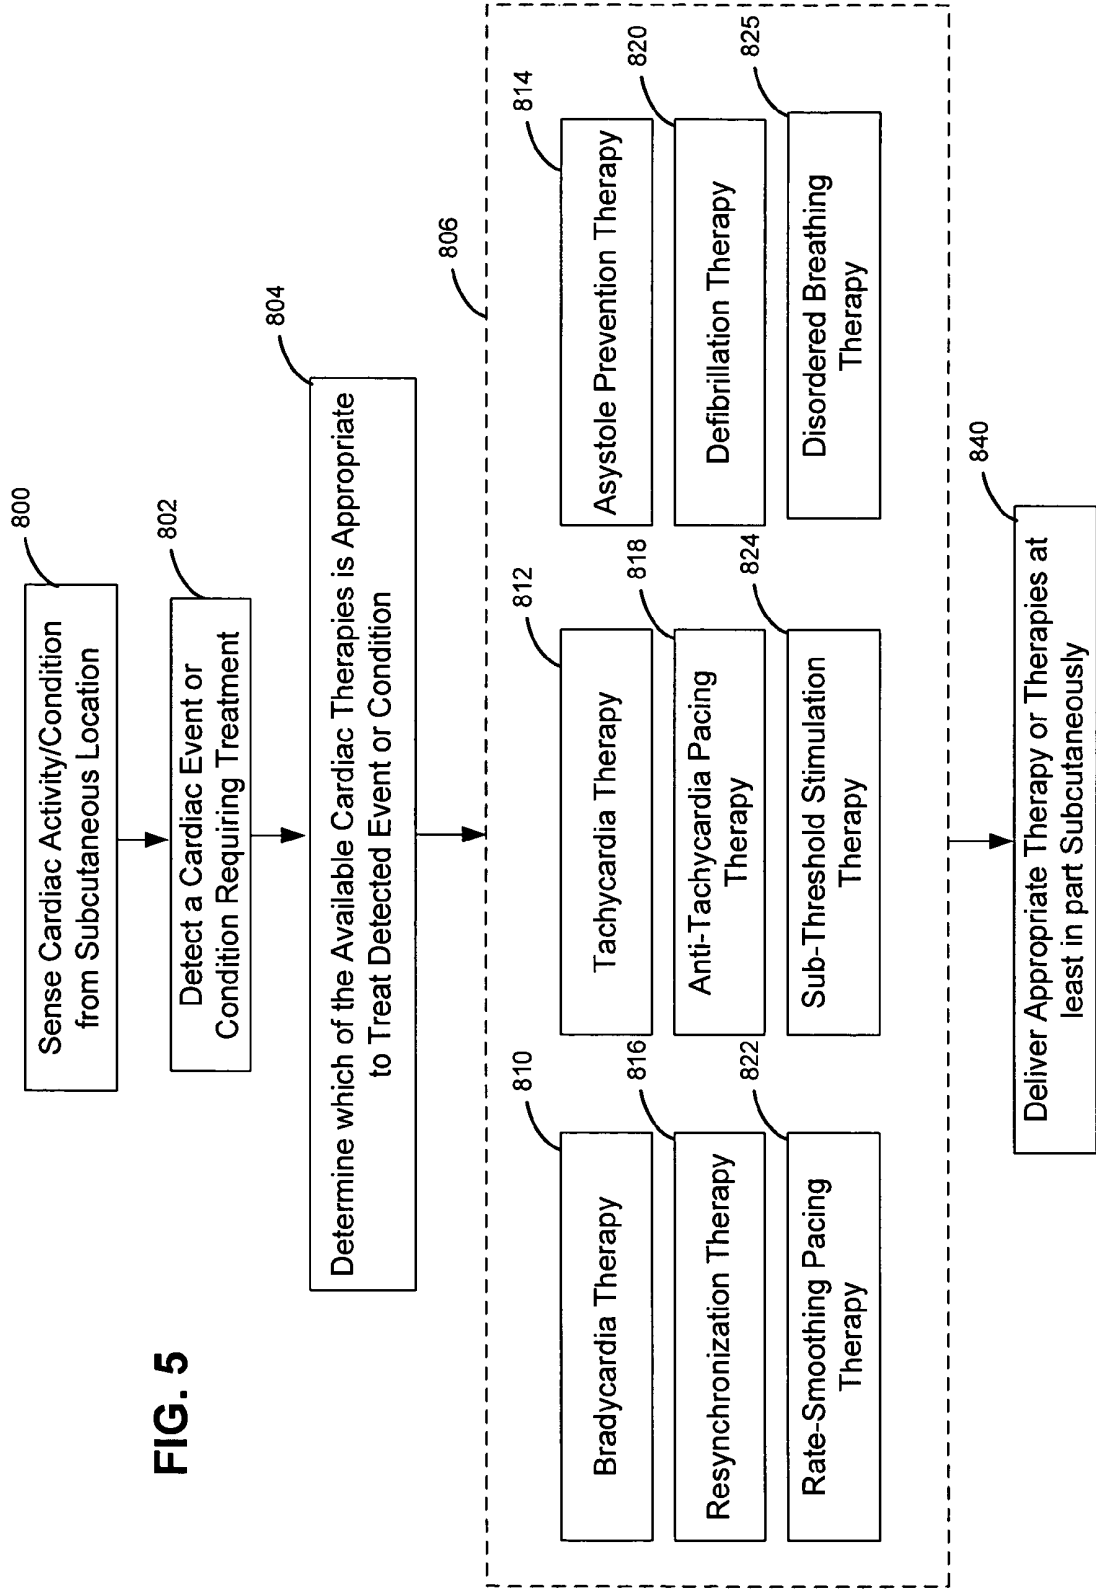 FIG. 5
800
Sense Cardiac Activity/Condition
from Subcutaneous Location
802
Detect a Cardiac Event or
Condition Requiring Treatment
804
Determine which of the Available Cardiac Therapies is Appropriate
to Treat Detected Event or Condition
806
810
Bradycardia Therapy
812
Tachycardia Therapy
814
Asystole Prevention Therapy
816
Resynchronization Therapy
818
Anti-Tachycardia Pacing
Therapy
820
Defibrillation Therapy
822
Rate-Smoothing Pacing
Therapy
824
Sub-Threshold Stimulation
Therapy
825
Disordered Breathing
Therapy
840
Deliver Appropriate Therapy or Therapies at
least in part Subcutaneously